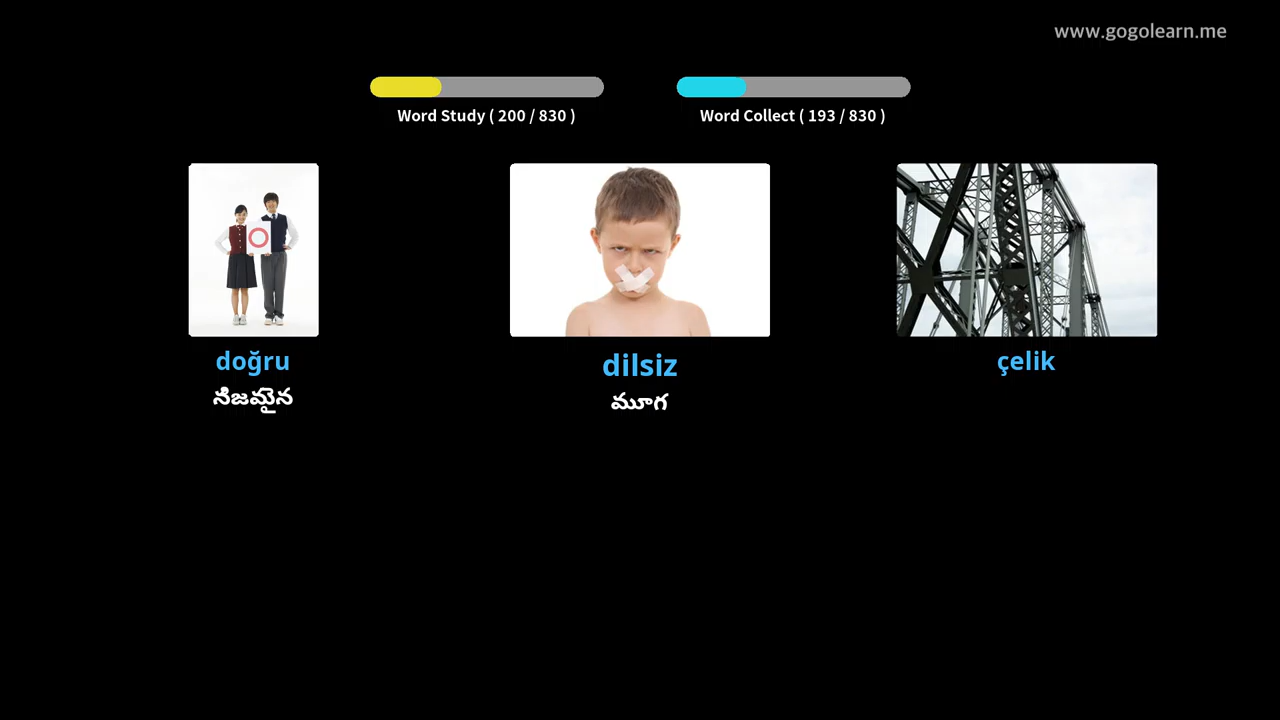 www.gogolearn.me
Word Study ( 200 / 830 )
Word Collect ( 193 / 830 )
doğru
నిజమైన
dilsiz
మూగ
çelik